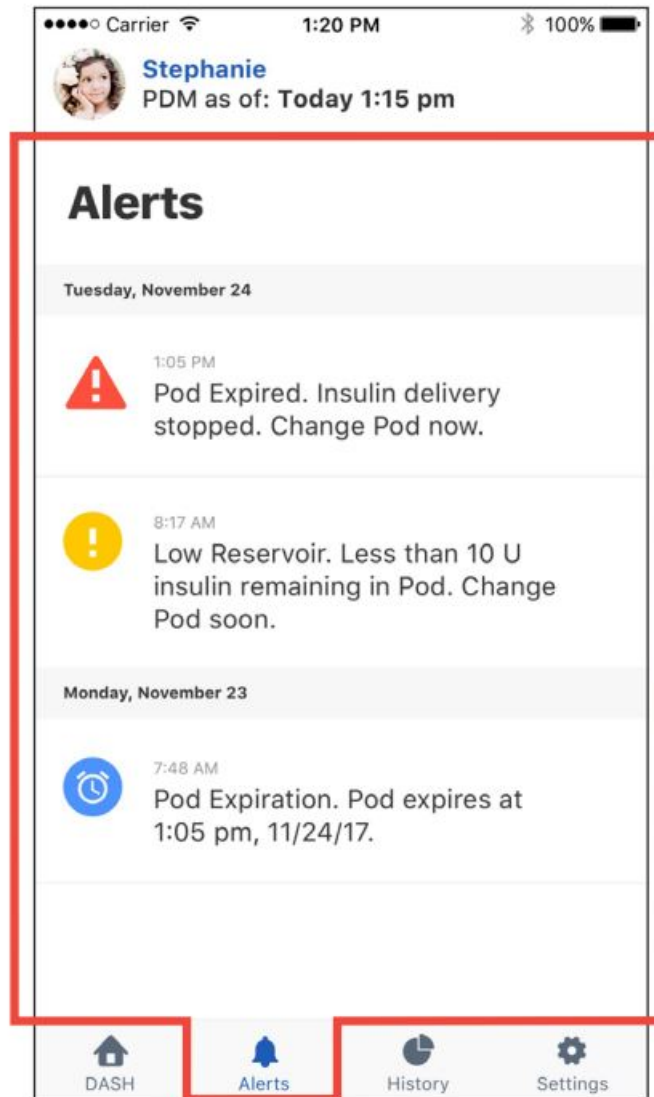 Carrier 1:20 PM 100%
Stephanie
PDM as of: Today 1:15 pm
Alerts
Tuesday, November 24
1:05 PM
Pod Expired. Insulin delivery
stopped. Change Pod now.
8:17 AM
Low Reservoir. Less than 10 U
insulin remaining in Pod. Change
Pod soon.
Monday, November 23
7:48 AM
Pod Expiration. Pod expires at
1:05 pm, 11/24/17.
DASH Alerts History Settings